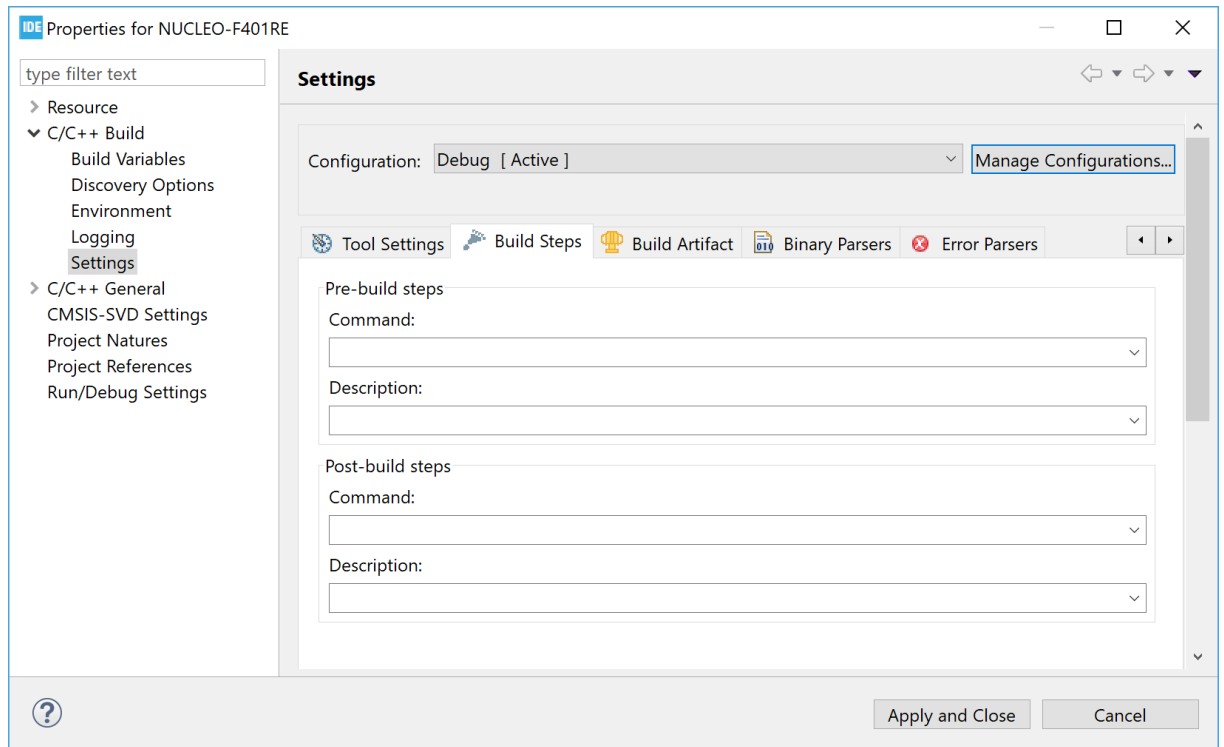 IDE Properties for NUCLEO-F401RE
type filter text
Resource
C/C++ Build
Build Variables
Discovery Options
Environment
Logging
Settings
C/C++ General
CMSIS-SVD Settings
Project Natures
Project References
Run/Debug Settings
Settings
Configuration: Debug [ Active ] Manage Configurations...
Tool Settings Build Steps Build Artifact 010 Binary Parsers Error Parsers
Pre-build steps
Command:
Description:
Post-build steps
Command:
Description:
? Apply and Close Cancel